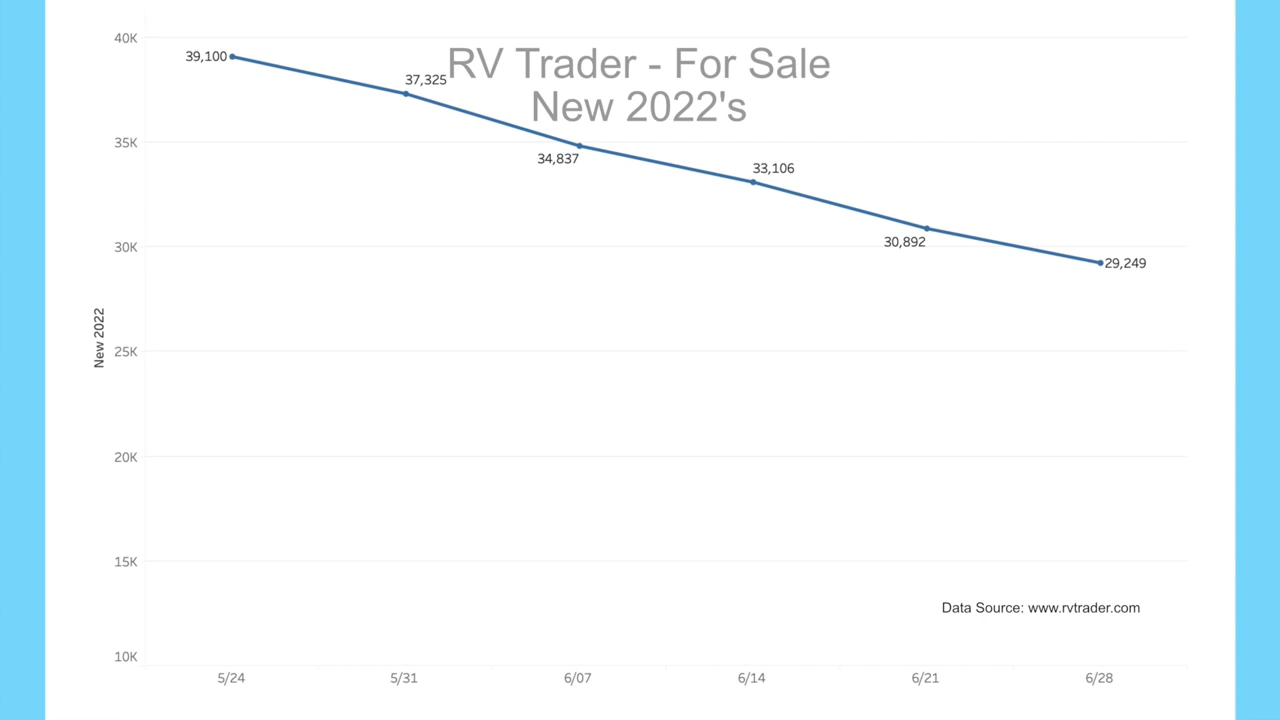 RV Trader - For Sale
New 2022's
40K
35K
30K
25K
20K
15K
10K
New 2022
39,100
37,325
34,837
33,106
30,892
29,249
Data Source: www.rvtrader.com
5/24
5/31
6/07
6/14
6/21
6/28